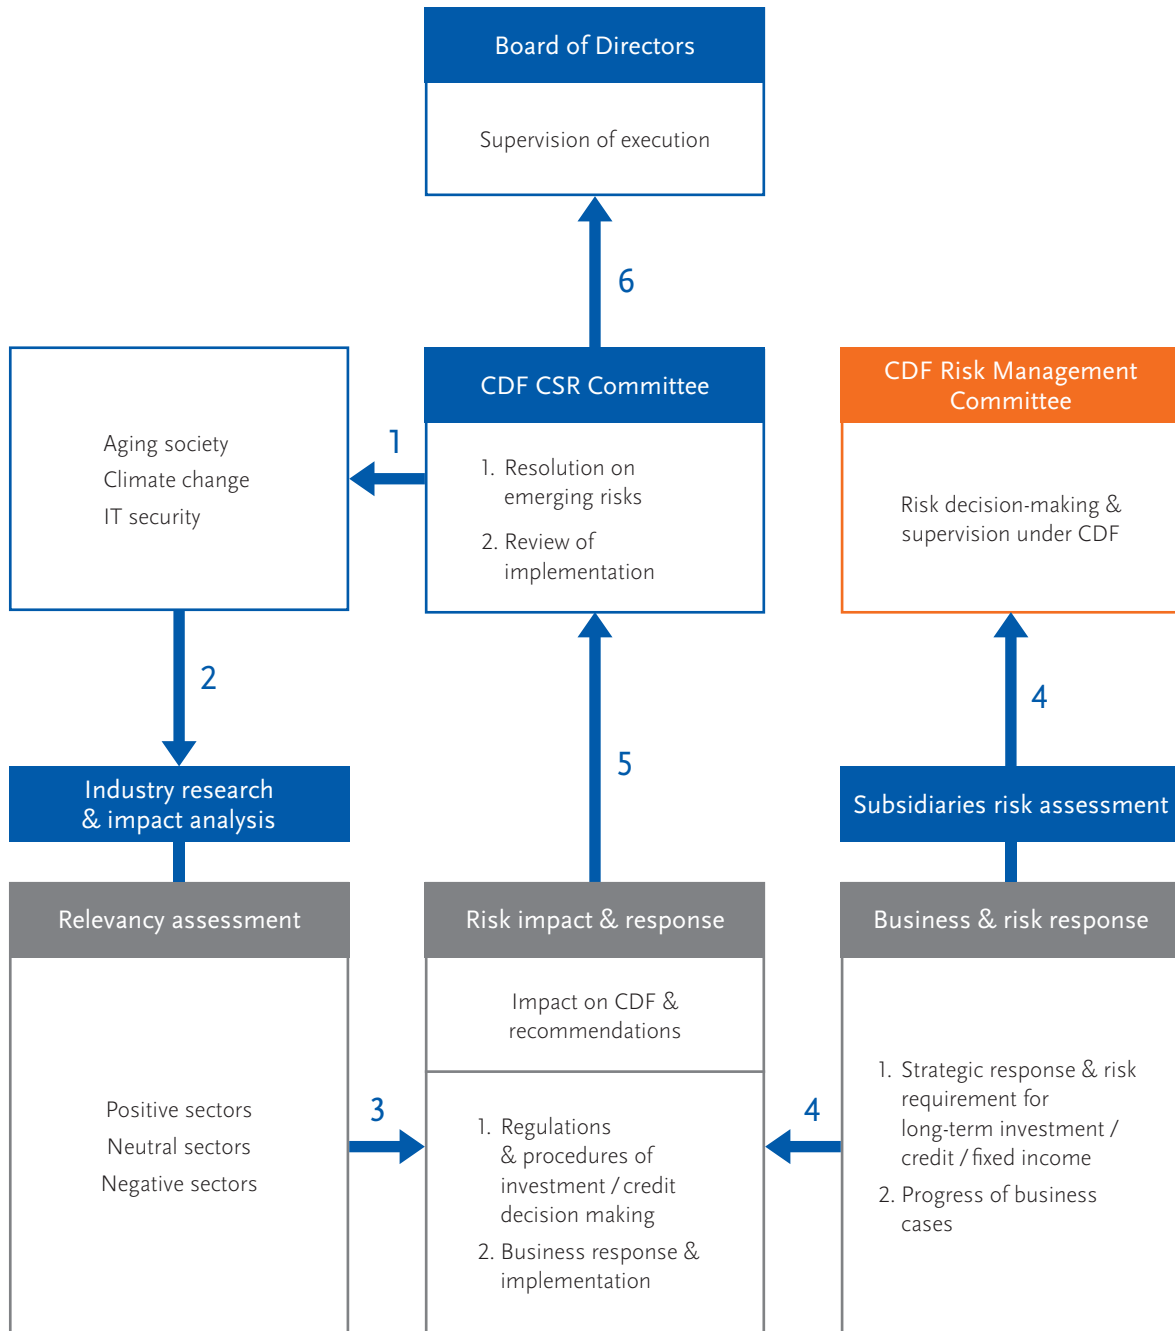 Board of Directors
Supervision of execution
6
CDF CSR Committee
CDF Risk Management
Committee
Aging society
Climate change
IT security
1
1. Resolution on
emerging risks
2. Review of
implementation
Risk decision-making &
supervision under CDF
2
5
4
Industry research
& impact analysis
Subsidiaries risk assessment
Relevancy assessment
Risk impact & response
Business & risk response
Impact on CDF &
recommendations
Positive sectors
Neutral sectors
Negative sectors
3
1. Regulations
& procedures of
investment / credit
decision making
2. Business response &
implementation
4
1. Strategic response & risk
requirement for
long-term investment /
credit / fixed income
2. Progress of business
cases